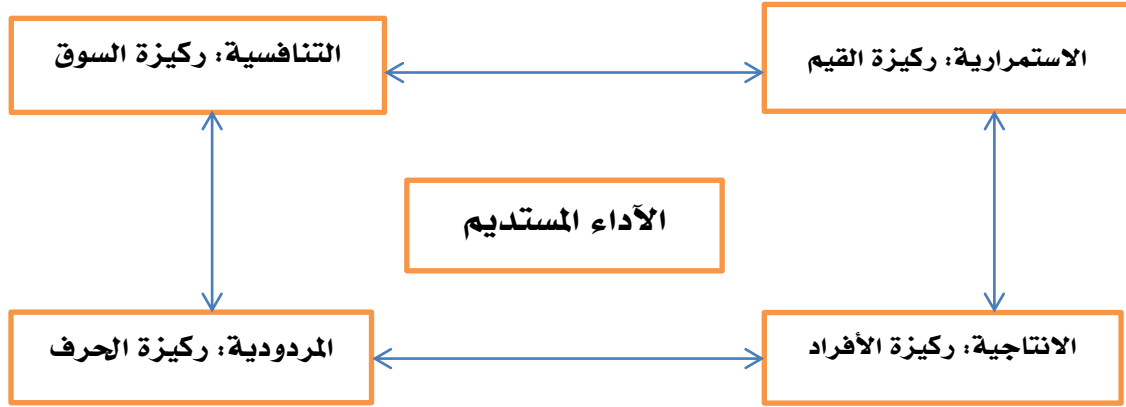 الاستمرارية: ركيزة القيم
التنافسية: ركيزة السوق
الآداء المستديم
الانتاجية: ركيزة الأفراد
المردودية: ركيزة الحرف